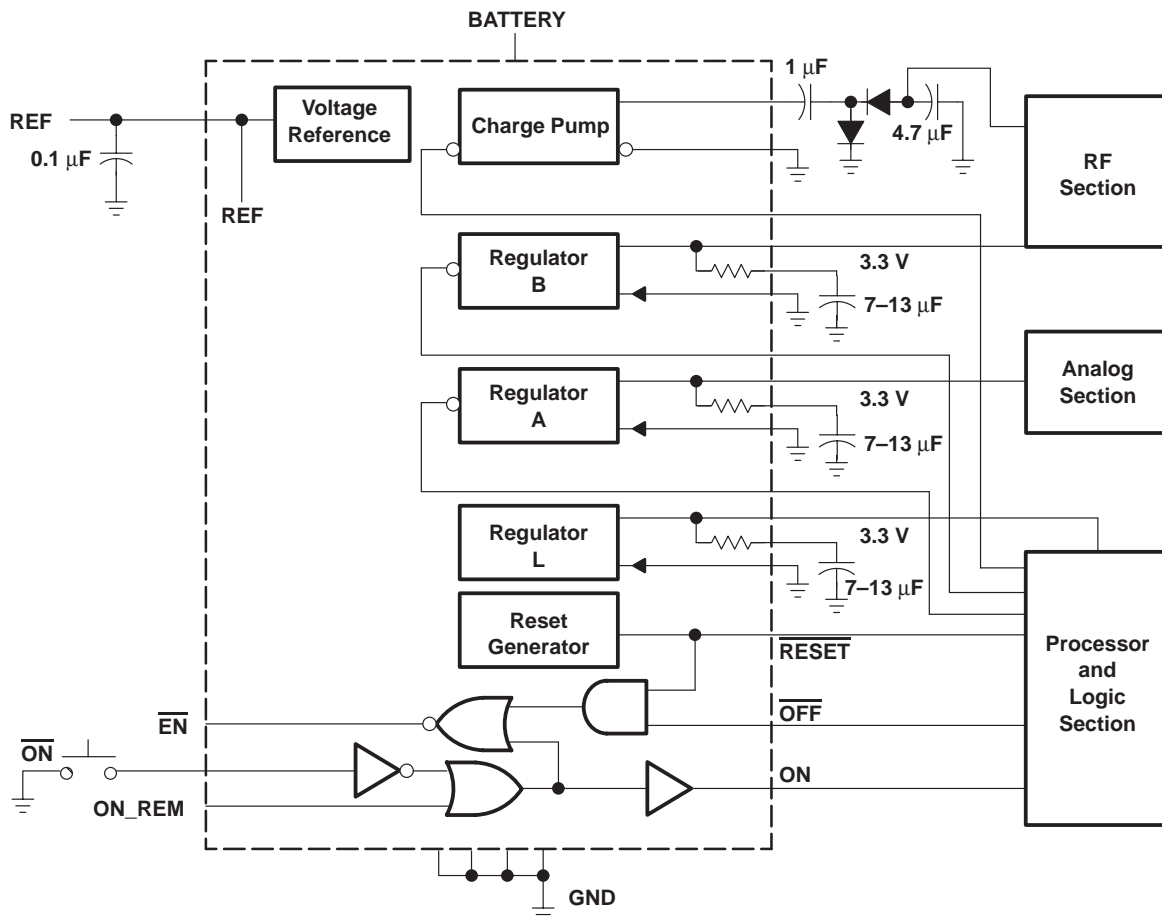 BATTERY
1 μF
REF
Voltage
Reference
Charge Pump
4.7 μF
0.1 μF
RF
Section
REF
Regulator
B
3.3 V
7–13 μF
Regulator
A
3.3 V
7–13 μF
Analog
Section
Regulator
L
3.3 V
7–13 μF
Reset
Generator
RESET
Processor
and
Logic
Section
EN
OFF
ON
ON
ON_REM
GND